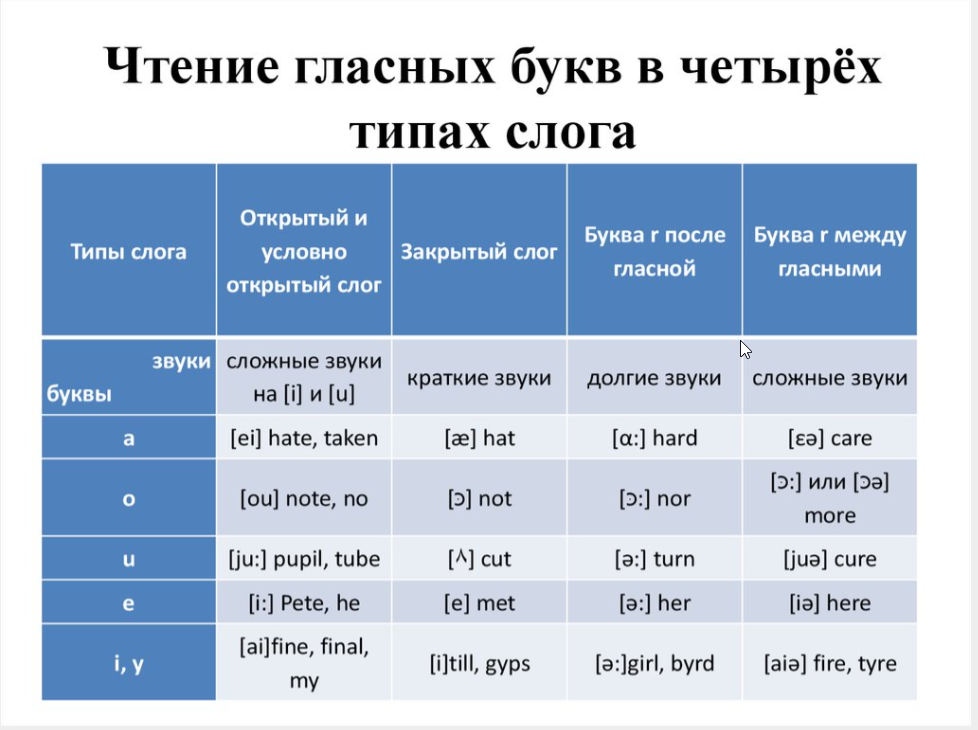 Чтение гласных букв в четырёх
типах слога
Типы слога
Открытый и
условно
открытый слог
Закрытый слог
Буква r после
гласной
Буква r между
гласными
звуки
буквы
сложные звуки
на [i] и [u]
краткие звуки
долгие звуки
сложные звуки
a
[ei] hate, taken
[æ] hat
[ɑ:] hard
[ɛə] care
o
[ou] note, no
[ɔ] not
[ɔ:] nor
[ɔ:] или [ɔə]
more
u
[ju:] pupil, tube
[^] cut
[ə:] turn
[juə] cure
e
[i:] Pete, he
[e] met
[ə:] her
[iə] here
i, y
[ai]fine, final,
my
[i]till, gyps
[ə:]girl, byrd
[aiə] fire, tyre